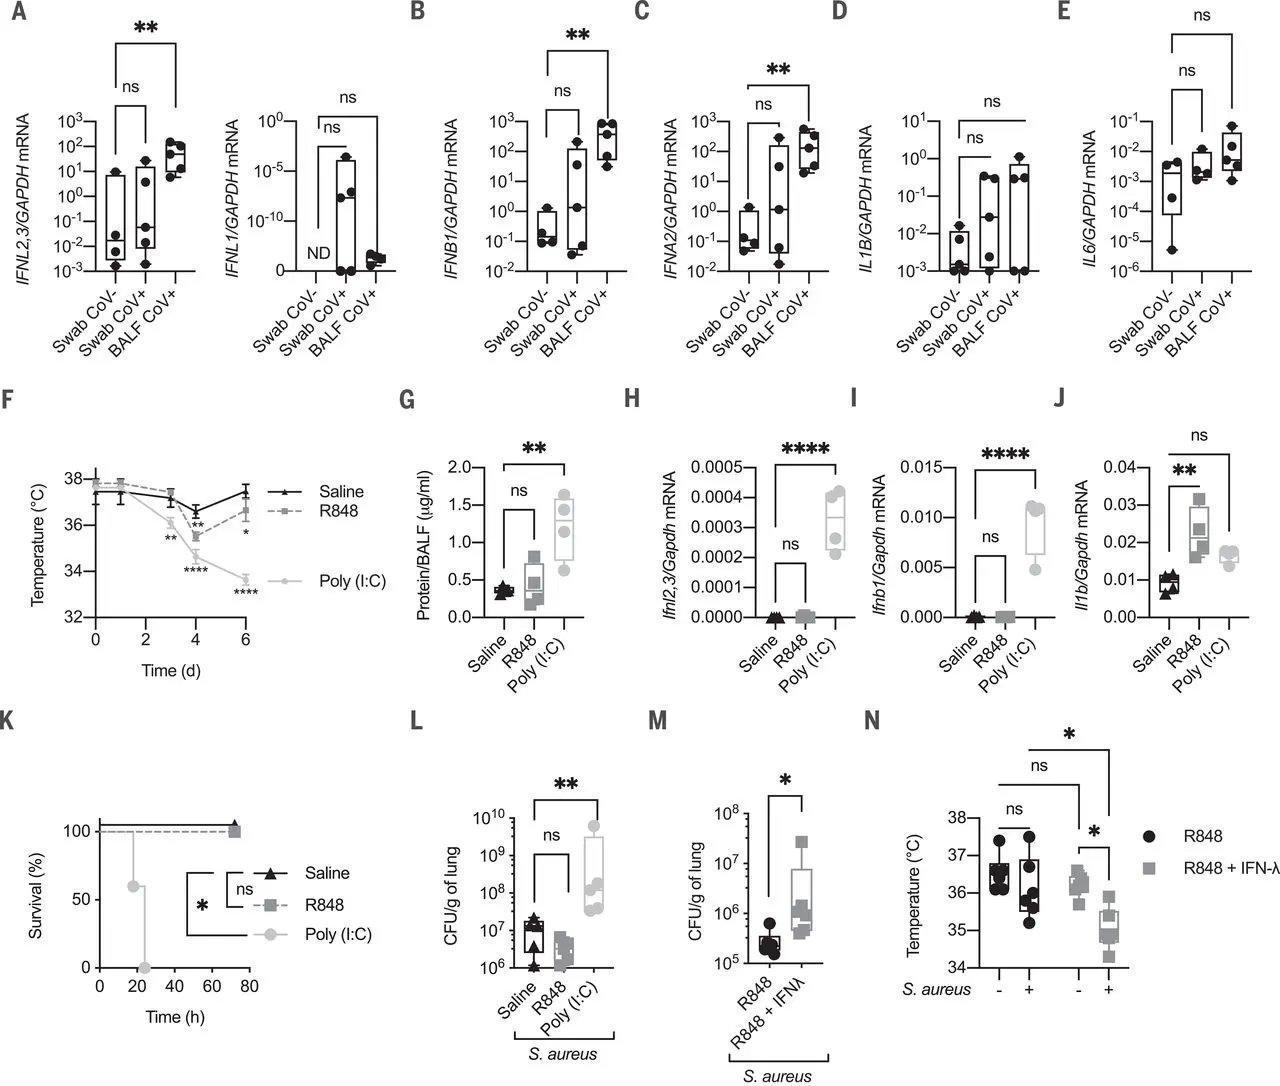 A
B
C
D
E
**
ns
IFNL2,3/GAPDH mRNA
10³
10²
10¹
10⁰
10-¹
10-²
10-³
Swab CoV-
Swab CoV+
BALF CoV+
ns
ns
IFNL1/GAPDH mRNA
10⁰
10-⁵
10-¹⁰
0
ND
Swab CoV-
Swab CoV+
BALF CoV+
**
ns
IFNB1/GAPDH mRNA
10³
10²
10¹
10⁰
10-¹
10-²
Swab CoV-
Swab CoV+
BALF CoV+
**
ns
IFNA2/GAPDH mRNA
10³
10²
10¹
10⁰
10-¹
10-²
Swab CoV-
Swab CoV+
BALF CoV+
ns
ns
IL1B/GAPDH mRNA
10¹
10⁰
10-¹
10-²
10-³
Swab CoV-
Swab CoV+
BALF CoV+
ns
ns
IL6/GAPDH mRNA
10-¹
10-²
10-³
10-⁴
10-⁵
10-⁶
Swab CoV-
Swab CoV+
BALF CoV+
F
G
H
I
J
Temperature (°C)
38
36
34
32
0
2
4
6
Time (d)
**
**
****
*
****
Saline
R848
Poly (I:C)
**
ns
Protein/BALF (µg/ml)
2.0
1.5
1.0
0.5
0.0
Saline
R848
Poly (I:C)
****
ns
Ifnl2,3/Gapdh mRNA
0.0005
0.0004
0.0003
0.0002
0.0001
0.0000
Saline
R848
Poly (I:C)
****
ns
Ifnb1/Gapdh mRNA
0.015
0.010
0.005
0.000
Saline
R848
Poly (I:C)
ns
**
Il1b/Gapdh mRNA
0.04
0.03
0.02
0.01
0.00
Saline
R848
Poly (I:C)
K
L
M
N
Survival (%)
100
50
0
0
20
40
60
80
Time (h)
*
ns
Saline
R848
Poly (I:C)
**
ns
CFU/g of lung
10¹⁰
10⁹
10⁸
10⁷
10⁶
Saline
R848
Poly (I:C)
S. aureus
*
CFU/g of lung
10⁸
10⁷
10⁶
10⁵
R848
R848 + IFNλ
S. aureus
*
ns
ns
*
Temperature (°C)
38
37
36
35
34
S. aureus
- + - +
R848
R848 + IFN-λ